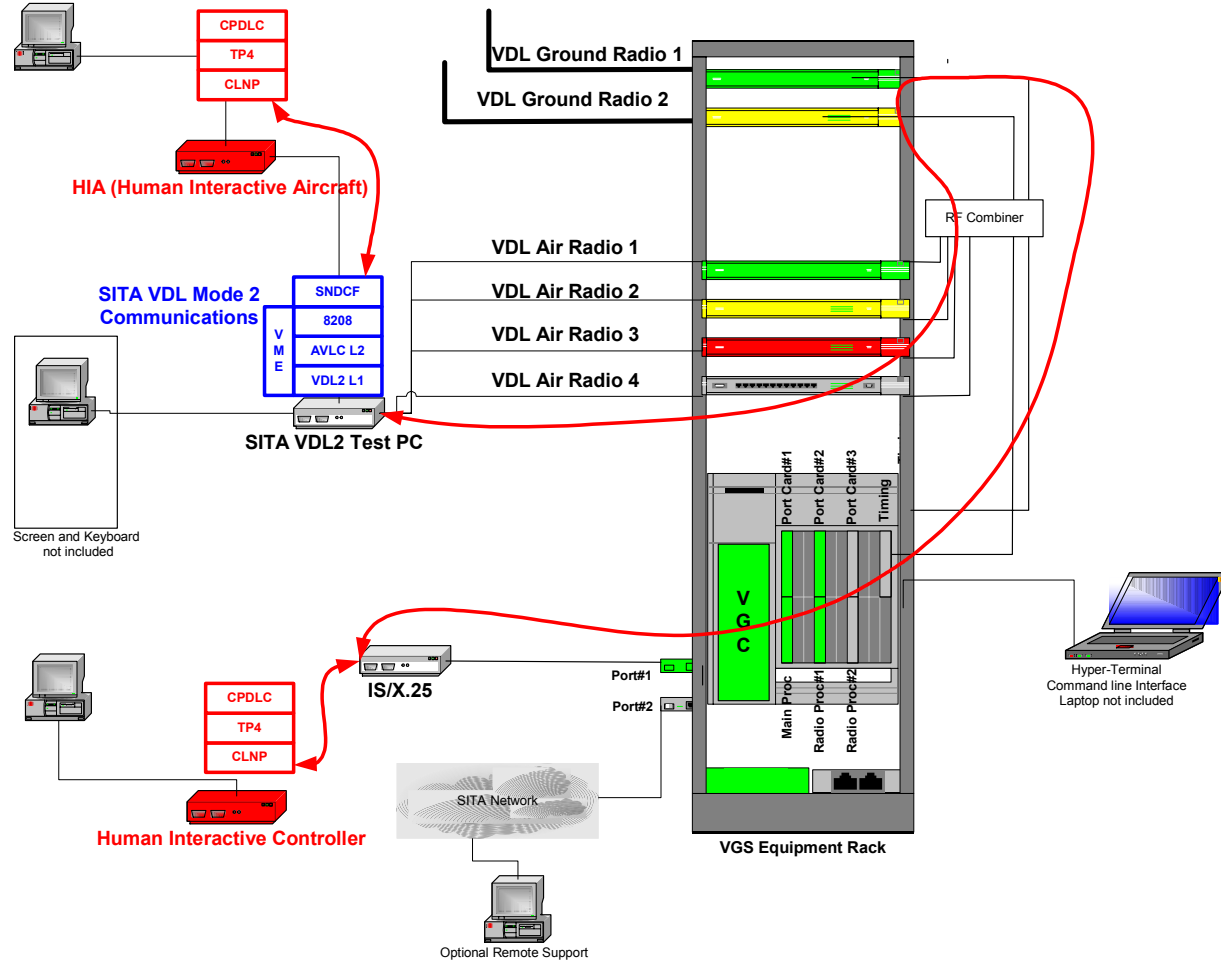 CPDLC
TP4
CLNP
HIA (Human Interactive Aircraft)
VDL Ground Radio 1
VDL Ground Radio 2
RF Combiner
VDL Air Radio 1
VDL Air Radio 2
VDL Air Radio 3
VDL Air Radio 4
SITA VDL Mode 2
Communications
SNDCF
8208
AVLC L2
VDL2 L1
V
M
E
SITA VDL2 Test PC
Screen and Keyboard
not included
Port Card#1
Port Card#2
Port Card#3
Timing
V
G
C
Main Proc
Radio Proc#1
Radio Proc#2
IS/X.25
Port#1
Port#2
Hyper-Terminal
Command line Interface
Laptop not included
CPDLC
TP4
CLNP
Human Interactive Controller
SITA Network
VGS Equipment Rack
Optional Remote Support